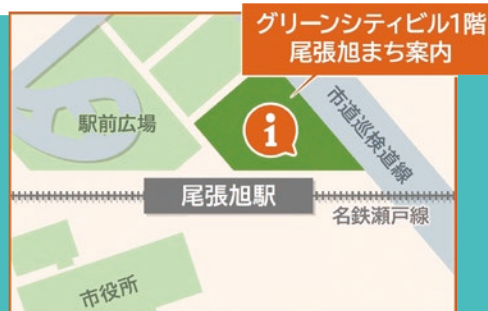 グリーンシティビル1階
尾張旭まち案内
駅前広場
i
市道巡検道線
尾張旭駅
名鉄瀬戸線
市役所